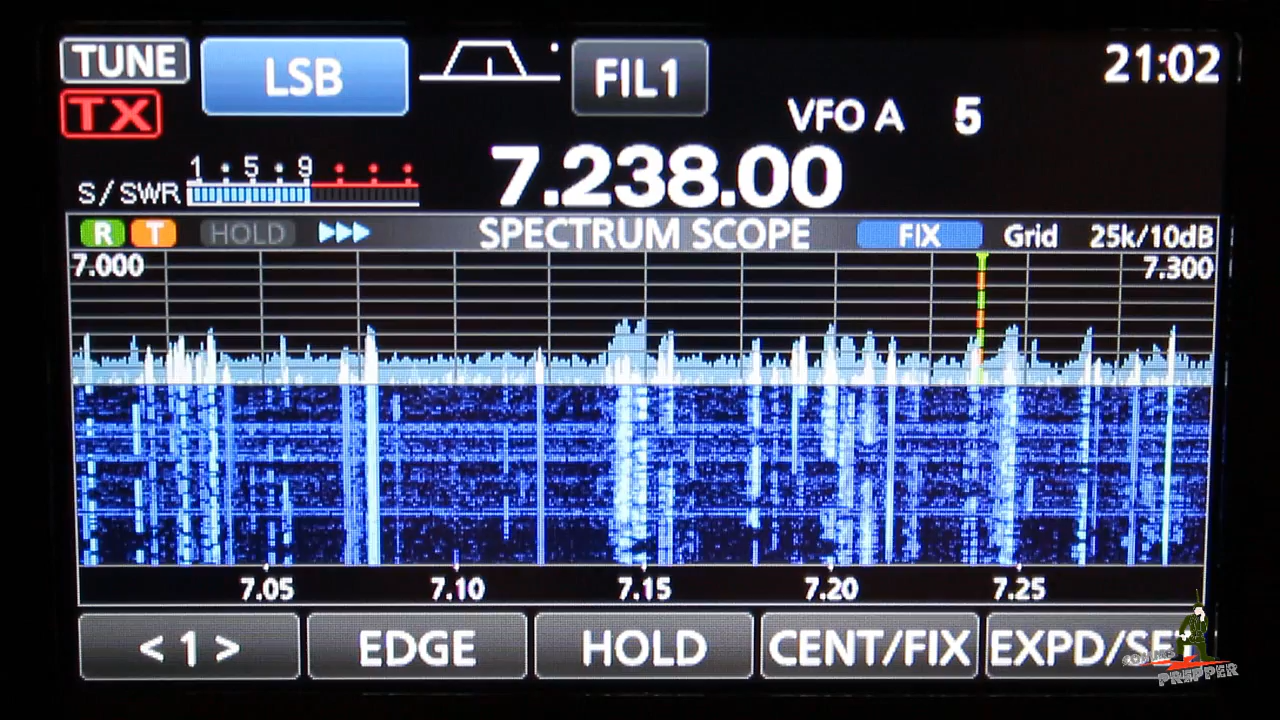 TUNE LSB FIL1 21:02
TX VFO A 5
1 5 9
S/SWR 7.238.00
R T HOLD SPECTRUM SCOPE FIX Grid 25k/10dB
7.000 7.300
7.05 7.10 7.15 7.20 7.25
< 1 > EDGE HOLD CENT/FIX EXPD/SE
PREPPER